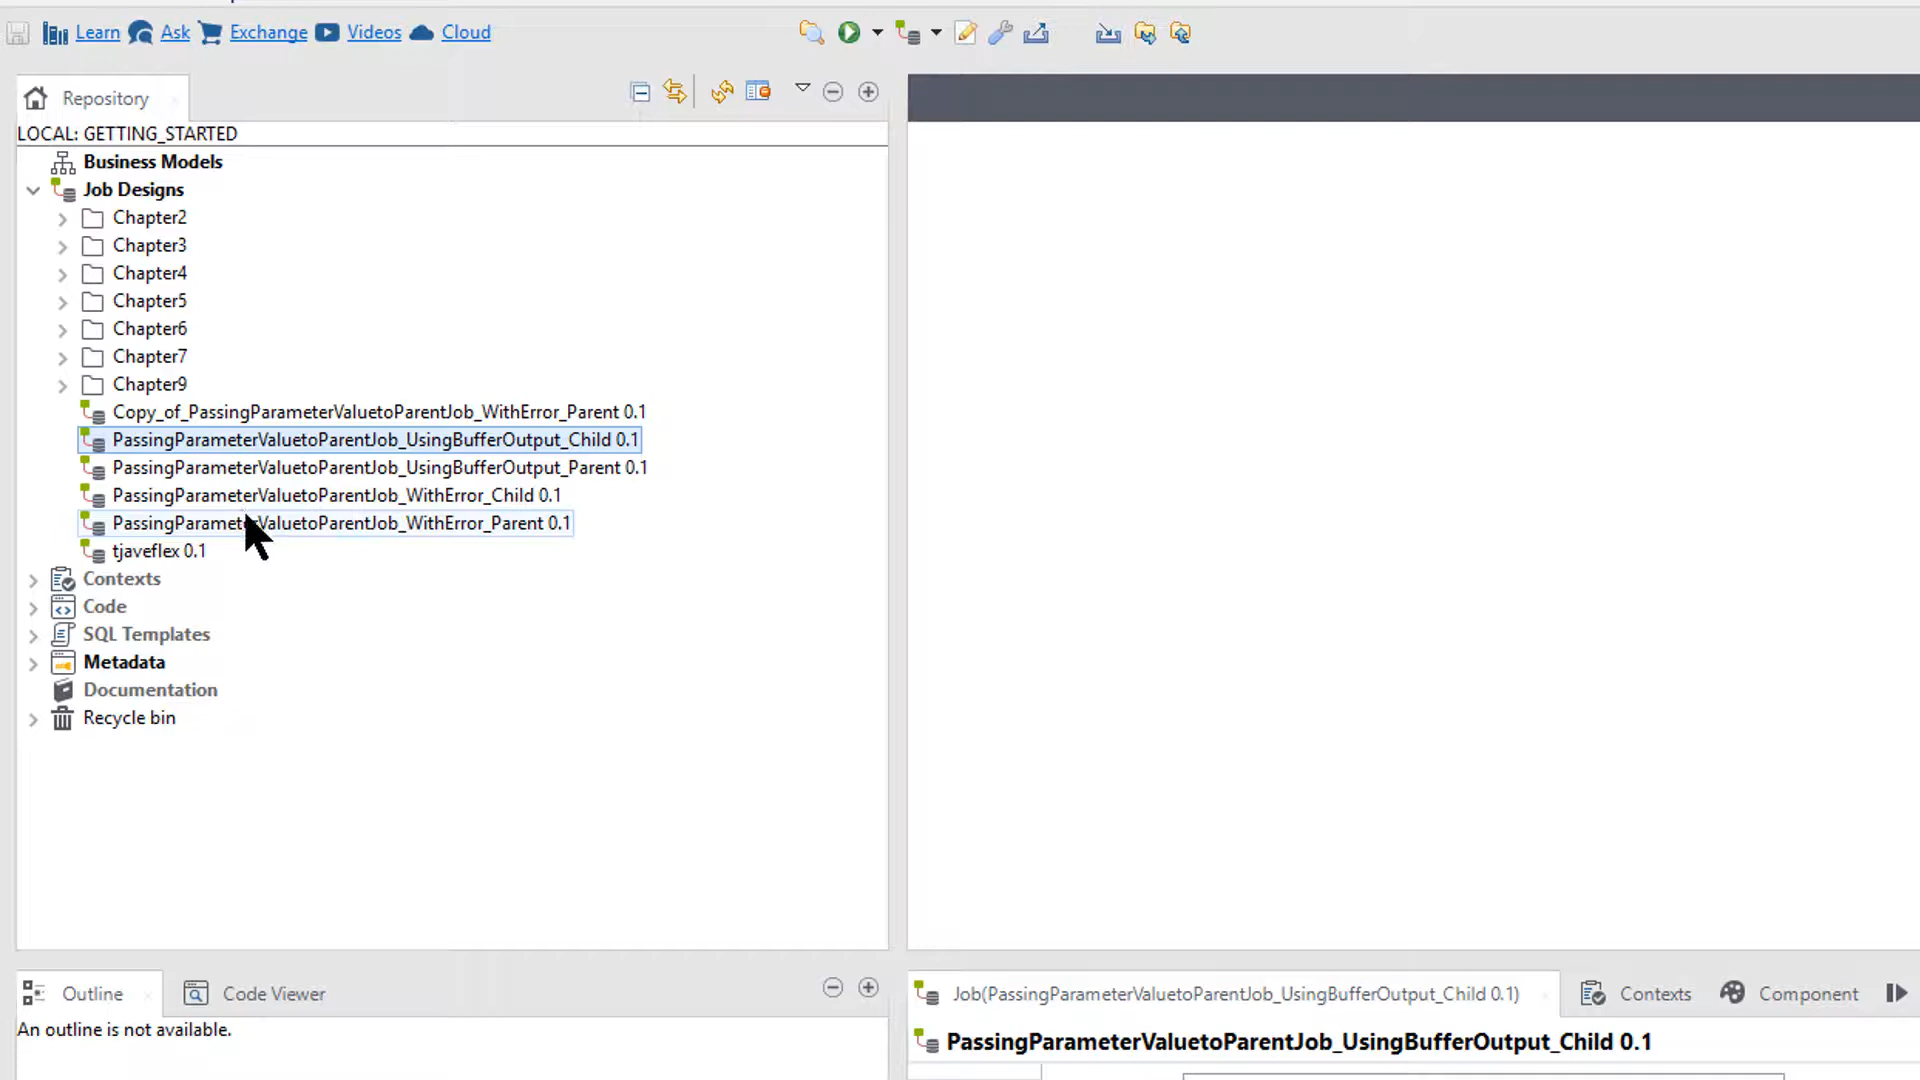 Learn Ask Exchange Videos Cloud
Repository
LOCAL: GETTING_STARTED
Business Models
Job Designs
Chapter2
Chapter3
Chapter4
Chapter5
Chapter6
Chapter7
Chapter9
Copy_of_PassingParameterValuetoParentJob_WithError_Parent 0.1
PassingParameterValuetoParentJob_UsingBufferOutput_Child 0.1
PassingParameterValuetoParentJob_UsingBufferOutput_Parent 0.1
PassingParameterValuetoParentJob_WithError_Child 0.1
PassingParameterValuetoParentJob_WithError_Parent 0.1
tjaveflex 0.1
Contexts
Code
SQL Templates
Metadata
Documentation
Recycle bin
Outline Code Viewer
An outline is not available.
Job(PassingParameterValuetoParentJob_UsingBufferOutput_Child 0.1) Contexts Component
PassingParameterValuetoParentJob_UsingBufferOutput_Child 0.1